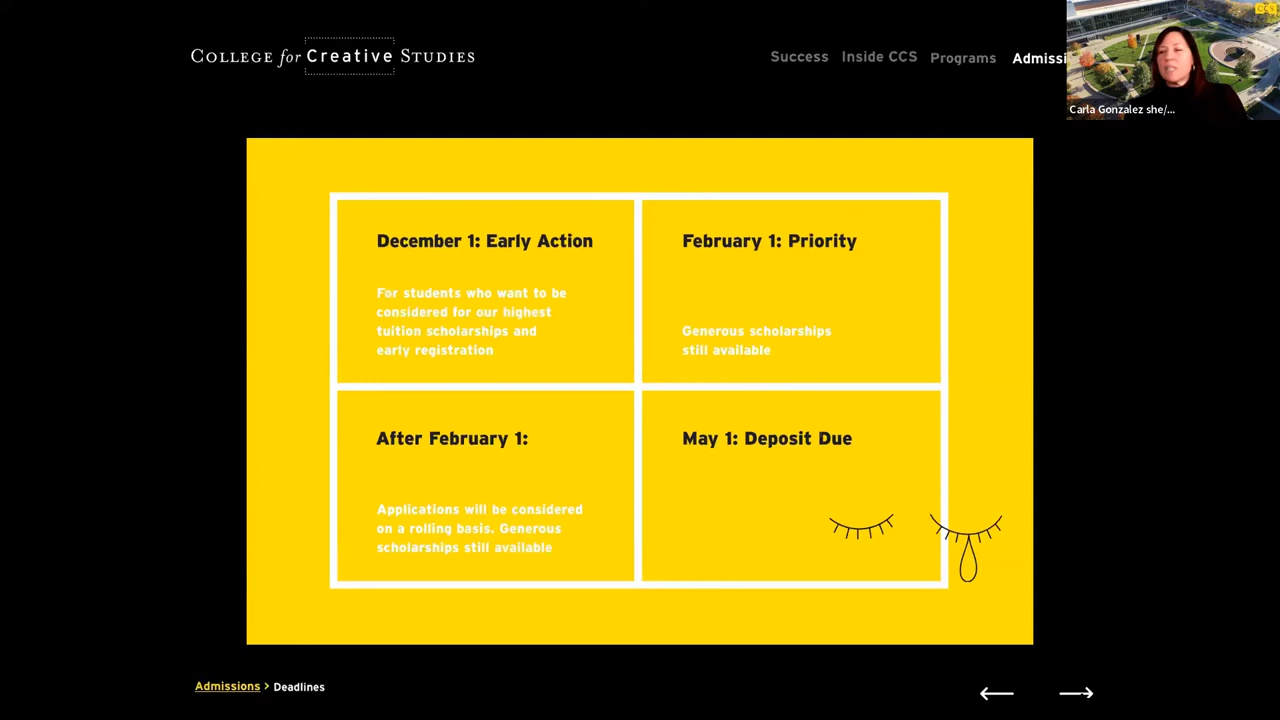 COLLEGE for Creative STUDIES
Success Inside CCS Programs Admissi
CCS
Carla Gonzalez she/...
December 1: Early Action
For students who want to be
considered for our highest
tuition scholarships and
early registration
February 1: Priority
Generous scholarships
still available
After February 1:
Applications will be considered
on a rolling basis. Generous
scholarships still available
May 1: Deposit Due
Admissions > Deadlines